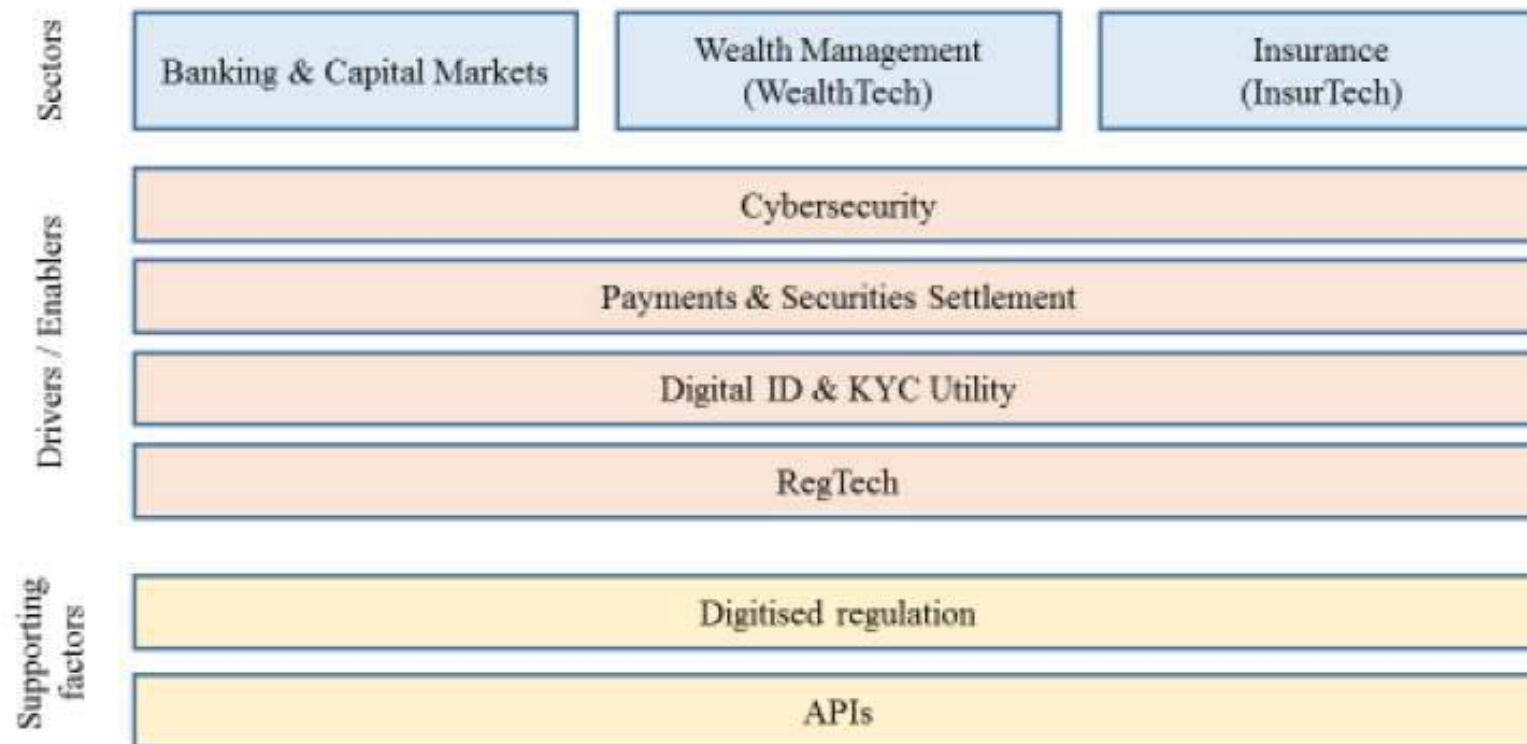 Sectors
Banking & Capital Markets
Wealth Management
(WealthTech)
Insurance
(InsurTech)
Drivers / Enablers
Cybersecurity
Payments & Securities Settlement
Digital ID & KYC Utility
RegTech
Supporting
factors
Digitised regulation
APIs